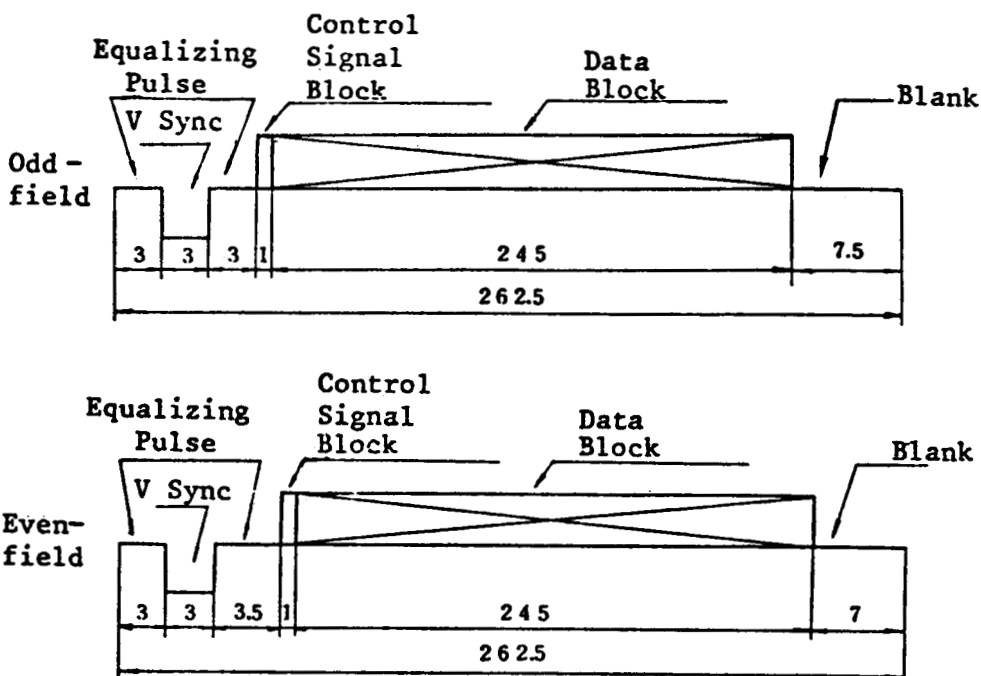 Equalizing
Pulse
V Sync
Control
Signal
Block
Data
Block
Blank
Odd-
field
3 3 3 1 245 7.5
262.5
Equalizing
Pulse
V Sync
Control
Signal
Block
Data
Block
Blank
Even-
field
3 3 3.5 1 245 7
262.5